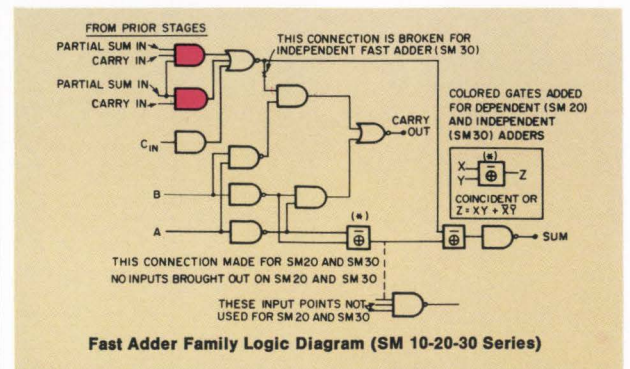 FROM PRIOR STAGES
PARTIAL SUM IN
CARRY IN
PARTIAL SUM IN
CARRY IN
C IN
B
A
THIS CONNECTION IS BROKEN FOR
INDEPENDENT FAST ADDER (SM 30)
CARRY
OUT
COLORED GATES ADDED
FOR DEPENDENT (SM 20)
AND INDEPENDENT
(SM30) ADDERS
(*)
X
Y
⊕
Z
COINCIDENT OR
Z = XY + X̄Ȳ
(*)
⊕
⊕
SUM
THIS CONNECTION MADE FOR SM20 AND SM30
NO INPUTS BROUGHT OUT ON SM20 AND SM 30
THESE INPUT POINTS NOT
USED FOR SM20 AND SM30
Fast Adder Family Logic Diagram (SM 10-20-30 Series)